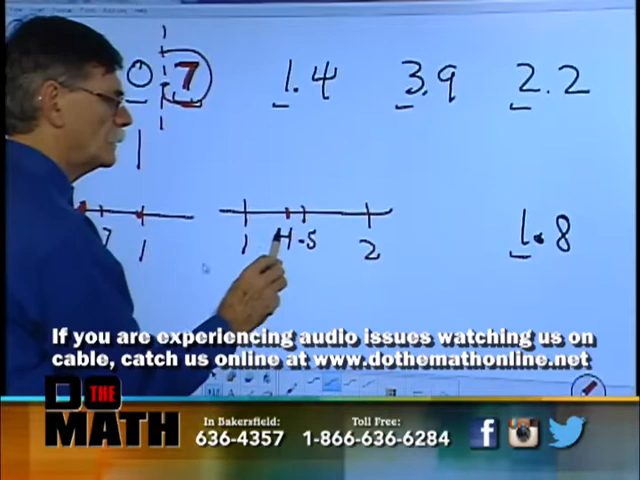 0 7 1.4 3.9 2.2
1
1 .4 .5 2
7 1
1.8
If you are experiencing audio issues watching us on
cable, catch us online at www.dothemathonline.net
DO THE
MATH
In Bakersfield:
636-4357
Toll Free:
1-866-636-6284